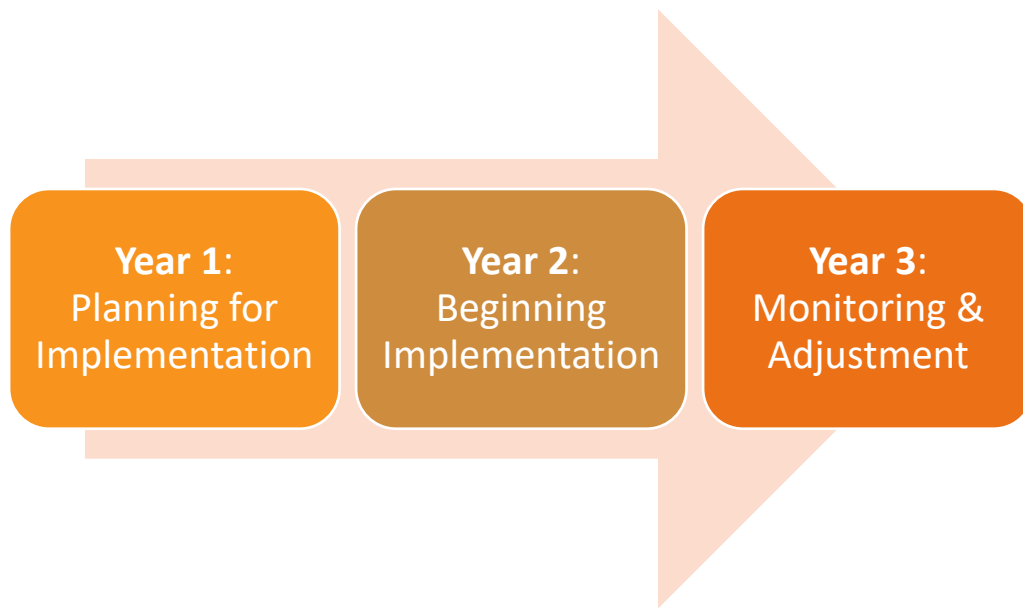 Year 1:
Planning for
Implementation
Year 2:
Beginning
Implementation
Year 3:
Monitoring &
Adjustment